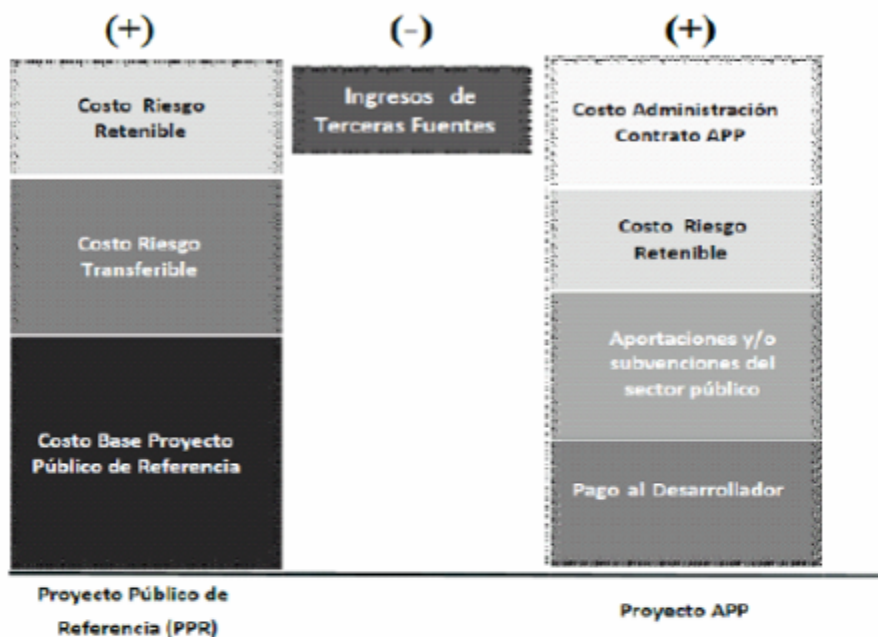 (+)
(-)
(+)
Costo Riesgo
Retenible
Ingresos de
Terceras Fuentes
Costo Administración
Contrato APP
Costo Riesgo
Transferible
Costo Riesgo
Retenible
Aportaciones y/o
subvenciones del
sector público
Costo Base Proyecto
Público de Referencia
Pago al Desarrollador
Proyecto Público de
Referencia (PPR)
Proyecto APP